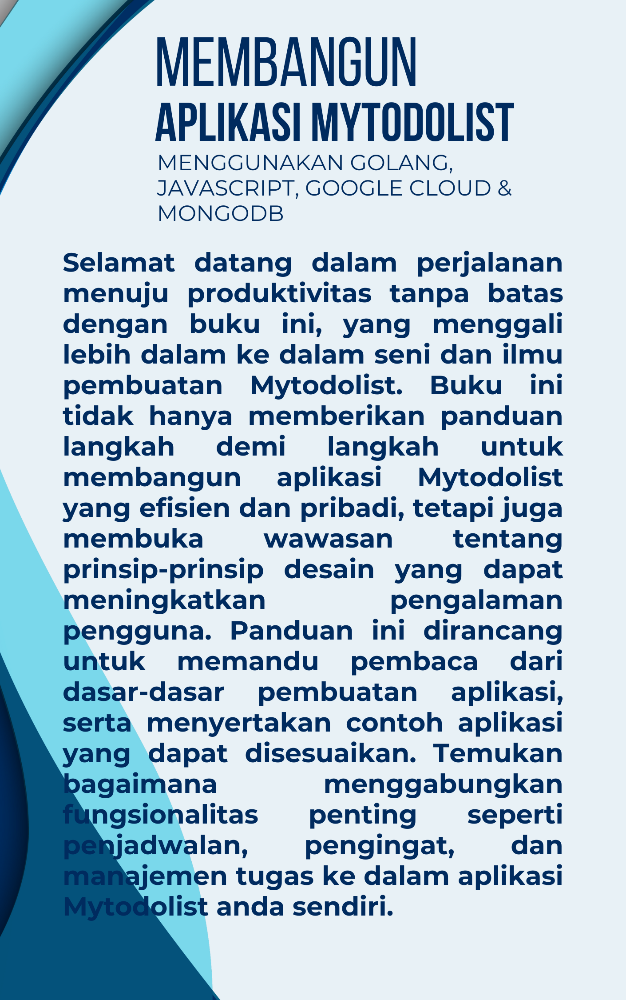 MEMBANGUN
APLIKASI MYTODOLIST
MENGGUNAKAN GOLANG,
JAVASCRIPT, GOOGLE CLOUD &
MONGODB
Selamat datang dalam perjalanan
menuju produktivitas tanpa batas
dengan buku ini, yang menggali
lebih dalam ke dalam seni dan ilmu
pembuatan Mytodolist. Buku ini
tidak hanya memberikan panduan
langkah demi langkah untuk
membangun aplikasi Mytodolist
yang efisien dan pribadi, tetapi juga
membuka wawasan tentang
prinsip-prinsip desain yang dapat
meningkatkan pengalaman
pengguna. Panduan ini dirancang
untuk memandu pembaca dari
dasar-dasar pembuatan aplikasi,
serta menyertakan contoh aplikasi
yang dapat disesuaikan. Temukan
bagaimana menggabungkan
fungsionalitas penting seperti
penjadwalan, pengingat, dan
manajemen tugas ke dalam aplikasi
Mytodolist anda sendiri.